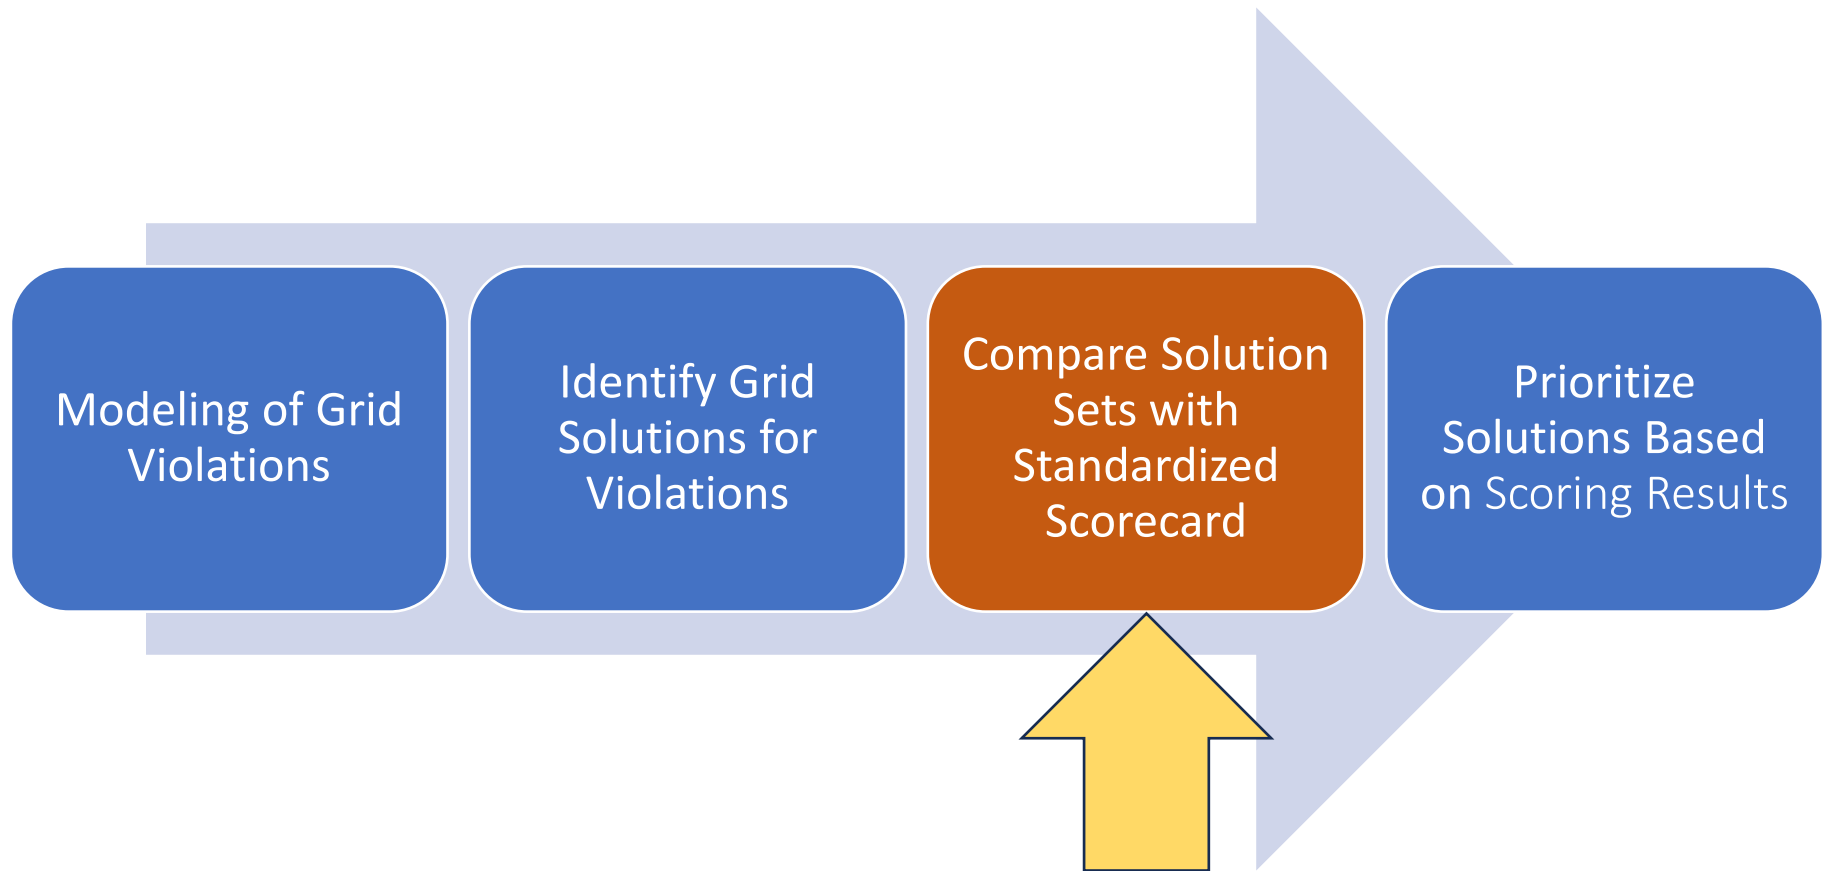 Modeling of Grid
Violations
Identify Grid
Solutions for
Violations
Compare Solution
Sets with
Standardized
Scorecard
Prioritize
Solutions Based
on Scoring Results